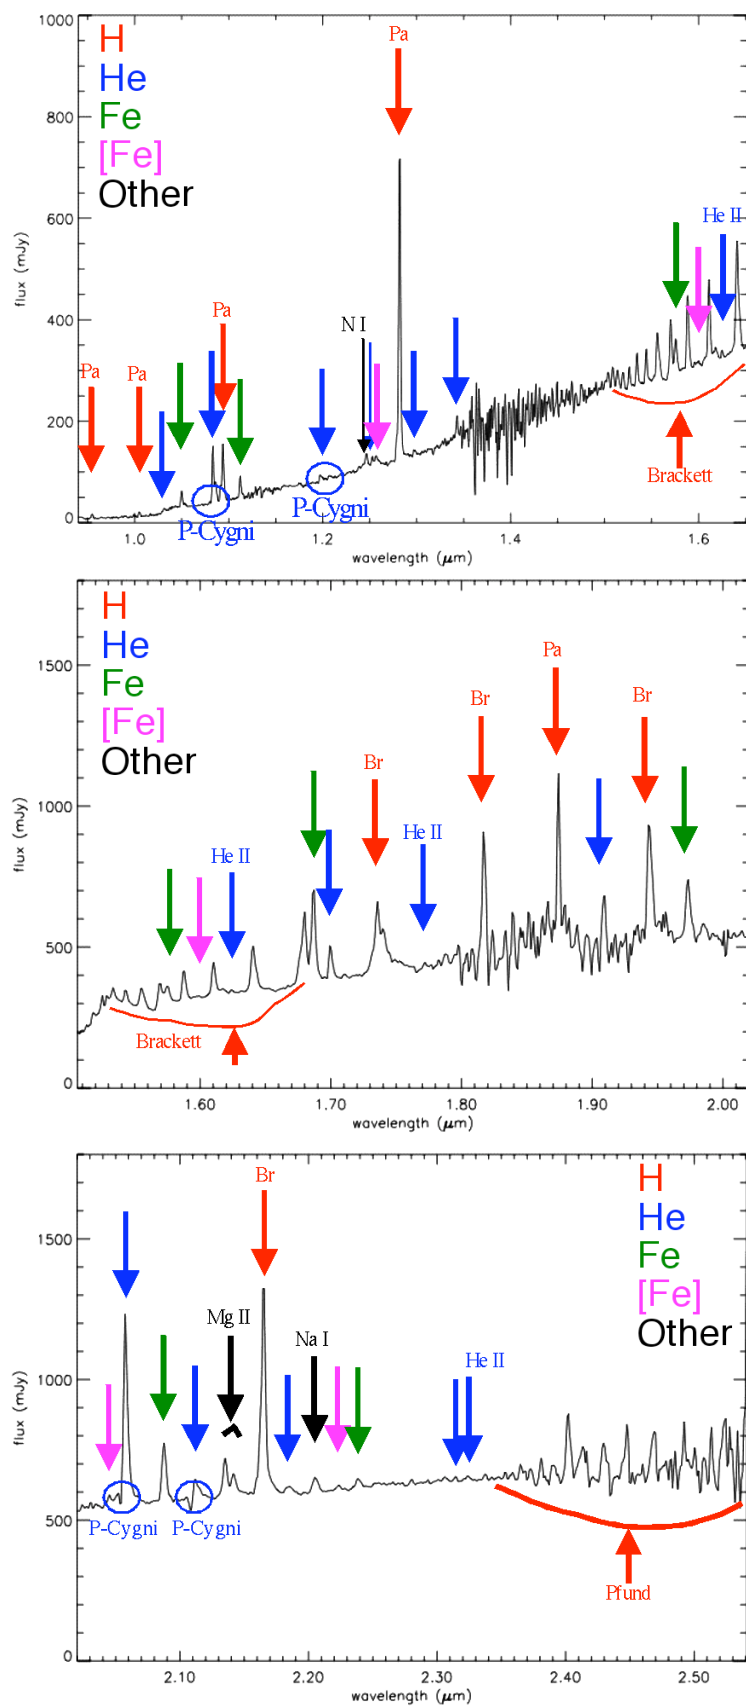 1000
800
600
400
200
0
flux (mJy)
H
He
Fe
[Fe]
Other
Pa
Pa
Pa
Pa
N I
He II
P-Cygni
P-Cygni
Brackett
1.0
1.2
1.4
1.6
wavelength (μm)
1500
1000
500
0
flux (mJy)
H
He
Fe
[Fe]
Other
He II
Br
He II
Br
Pa
Br
Brackett
1.60
1.70
1.80
1.90
2.00
wavelength (μm)
1500
1000
500
0
flux (mJy)
H
He
Fe
[Fe]
Other
Br
Mg II
Na I
He II
P-Cygni
P-Cygni
Pfund
2.10
2.20
2.30
2.40
2.50
wavelength (μm)